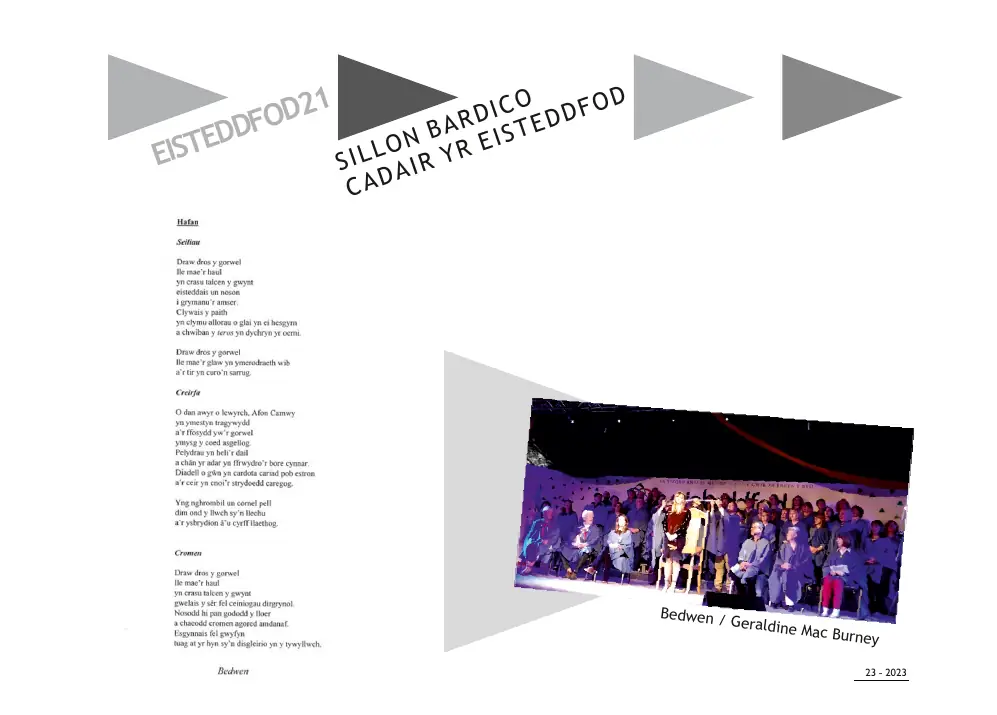 EISTEDDFOD21
SILLON BARDICO
CADAIR YR EISTEDDFOD
Hafan
Seiliau
Draw dros y gorwel
lle mae'r haul
yn crasu talcen y gwynt
eisteddais un noson
i grymanu'r amser.
Clywais y paith
yn clymu allorau o glai yn ei hesgyrn
a chwiban y teros yn dychryn yr oerni.
Draw dros y gorwel
lle mae'r glaw yn ymerodraeth wib
a'r tir yn curo'n sarrug.
Creirfa
O dan awyr o lewyrch, Afon Camwy
yn ymestyn tragywydd
a'r ffosydd yw'r gorwel
ymysg y coed asgellog.
Pelydrau yn heli'r dail
a chân yr adar yn ffrwydro'r bore cynnar.
Diadell o gŵn yn cardota cariad pob estron
a'r ceir yn cnoi'r strydoedd caregog.
Yng nghrombil un cornel pell
dim ond y llwch sy'n llechu
a'r ysbrydion â'u cyrff llaethog.
Cromen
Draw dros y gorwel
lle mae'r haul
yn crasu talcen y gwynt
gwelais y sêr fel ceiniogau dirgrynol.
Nosodd hi pan gododd y lloer
a chaeodd cromen agored amdanaf.
Esgynnais fel gwyfyn
tuag at yr hyn sy'n disgleirio yn y tywyllwch.
Bedwen
Bedwen / Geraldine Mac Burney
23 - 2023